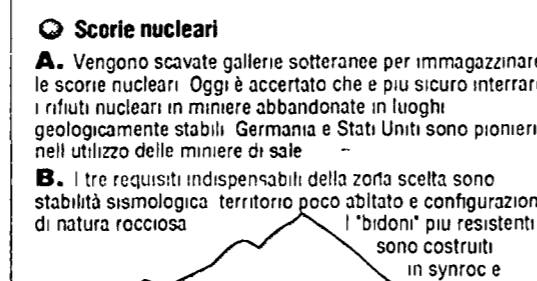 Scorie nucleari
A. Vengono scavate gallerie sotterranee per immagazzinare
le scorie nucleari Oggi è accertato che e piu sicuro interrare
i rifiuti nucleari in miniere abbandonate in luoghi
geologicamente stabili Germania e Stati Uniti sono pionieri
nell utilizzo delle miniere di sale
B. I tre requisiti indispensabili della zona scelta sono
stabilità sismologica territorio poco abitato e configurazion
di natura rocciosa
I "bidoni" piu resistenti
sono costruiti
in synroc e